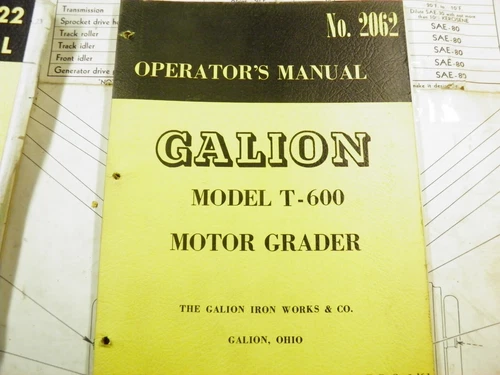 No. 2062
OPERATOR'S MANUAL
GALION
MODEL T-600
MOTOR GRADER
THE GALION IRON WORKS & CO.
GALION, OHIO
22
L
Transmission
Sprocket drive
Track roller
Track idler
Front idler
Generator drive
SAE-80
SAE-80
SAE-80
SAE-80
SAE-80